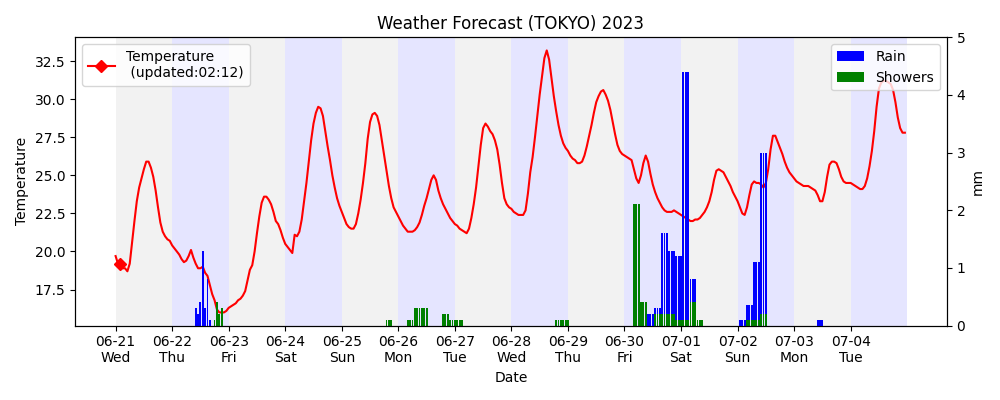 Weather Forecast (TOKYO) 2023
Temperature
(updated:02:12)
Rain
Showers
Temperature
32.5
30.0
27.5
25.0
22.5
20.0
17.5
5
4
3
2
1
0
mm
06-21 06-22 06-23 06-24 06-25 06-26 06-27 06-28 06-29 06-30 07-01 07-02 07-03 07-04
Wed Thu Fri Sat Sun Mon Tue Wed Thu Fri Sat Sun Mon Tue
Date